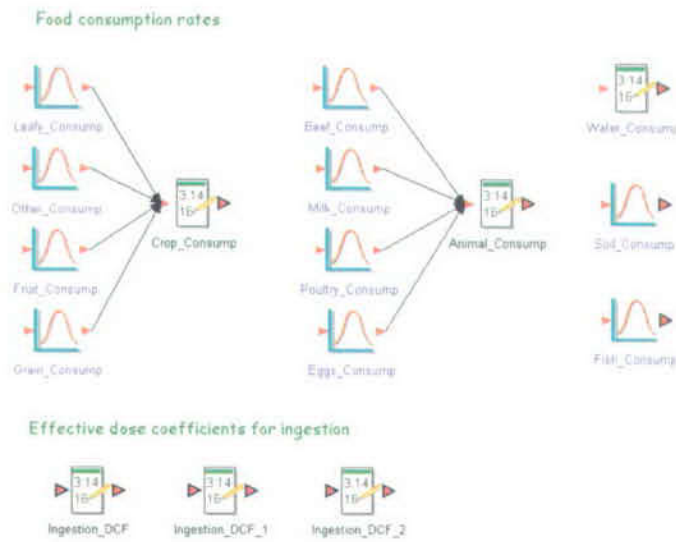 Food consumption rates
3.14
16
Leafy_Consump
Beef_Consump
Water_Consump
3.14
16
3.14
16
Other_Consump
Crop_Consump
Milk_Consump
Animal_Consump
Soil_Consump
Fruit_Consump
Poultry_Consump
Grain_Consump
Eggs_Consump
Fish_Consump
Effective dose coefficients for ingestion
3.14
16
3.14
16
3.14
16
Ingestion_DCF
Ingestion_DCF_1
Ingestion_DCF_2